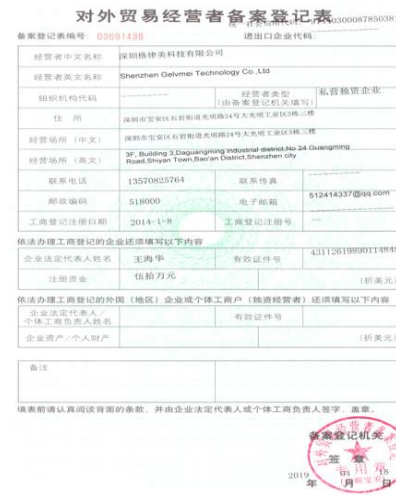 对外贸易经营者备案登记表
备案登记表编号: 03691436
进出口企业代码:
经营者中文名称 深圳格律美科技有限公司
经营者英文名称 Shenzhen Gelvmei Technology Co.,Ltd
组织机构代码 经营者类型 (由备案登记机关填写) 私营独资企业
住 所 深圳市宝安区石岩街道光明路24号大光明工业区3栋三楼
经营场所 (中文) 深圳市宝安区石岩街道光明路24号大光明工业区3栋三楼
经营场所 (英文) 3F, Building 3,Daguangming industrial district,No 24 Guangming
Road,Shiyan Town,Bao'an District,Shenzhen city
联系电话 13570825764 联系传真
邮政编码 518000 电子邮箱 512414337@qq.com
工商登记注册日期 2014-1-8 工商登记注册号
依法办理工商登记的企业还须填写以下内容
企业法定代表人姓名 王海华 有效证件号
注册资金 伍拾万元 (折美元
依法办理工商登记的外国(地区)企业或个体工商户(独资经营者)还须填写以下内容
企业法定代表人/
个体工商负责人姓名 有效证件号
企业资产/个人财产 (折美元
备注
填表前请认真阅读背面的条款,并由企业法定代表人或个体工商负责人签字、盖章。
备案登记机关
签 章
2019 年 01 月 18 日